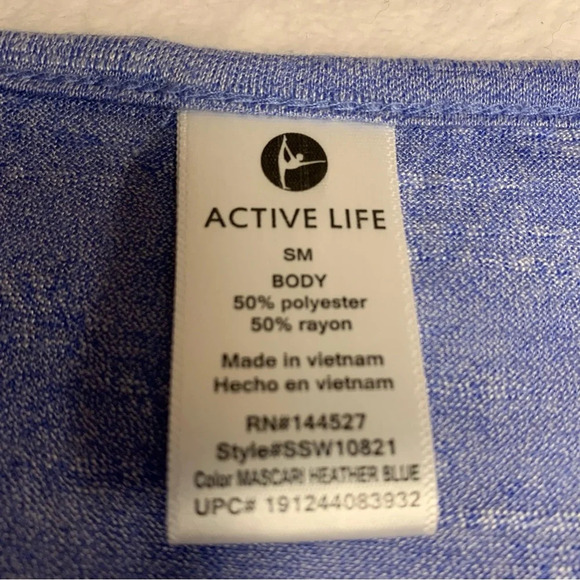 ACTIVE LIFE
SM
BODY
50% polyester
50% rayon
Made in vietnam
Hecho en vietnam
RN#144527
Style#SSW10821
Color MASCARI HEATHER BLUE
UPC# 191244083932